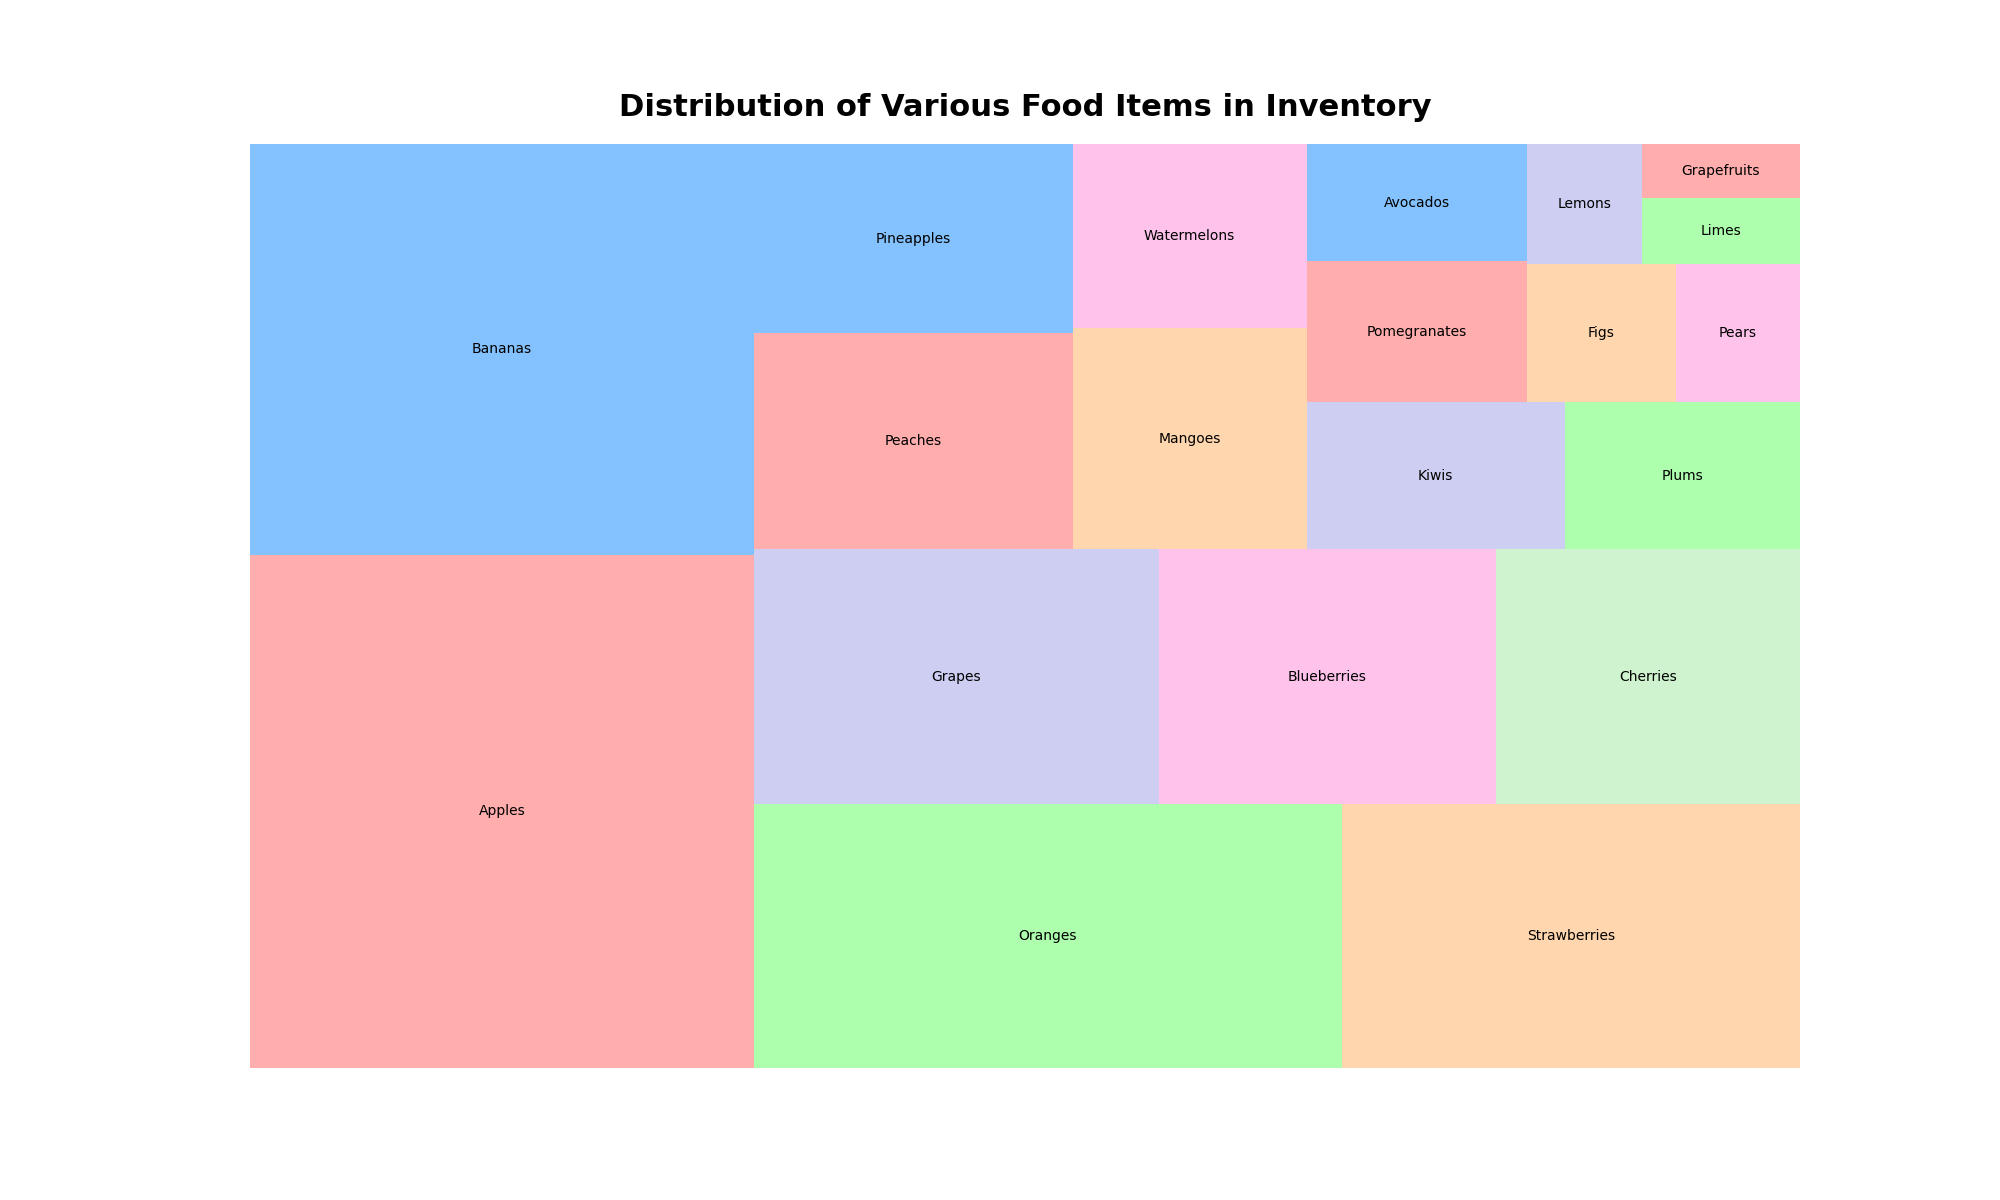 Distribution of Various Food Items in Inventory
Grapefruits
Avocados
Lemons
Limes
Watermelons
Pineapples
Pomegranates
Figs
Pears
Bananas
Mangoes
Peaches
Kiwis
Plums
Grapes
Blueberries
Cherries
Apples
Oranges
Strawberries